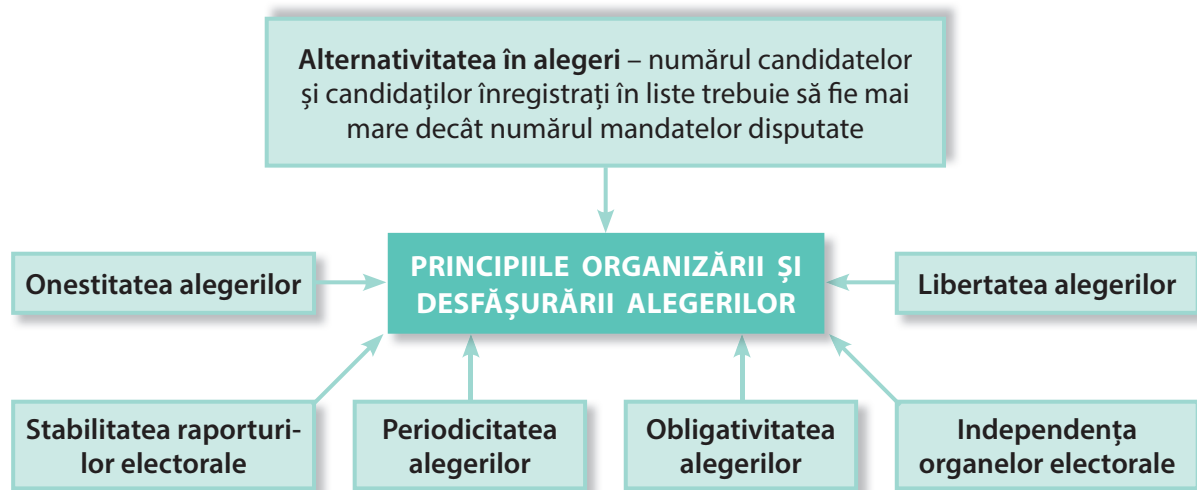 Alternativitatea în alegeri – numărul candidatelor
și candidaților înregistrați în liste trebuie să fie mai
mare decât numărul mandatelor disputate
Onestitatea alegerilor
PRINCIPIILE ORGANIZĂRII ȘI
DESFĂȘURĂRII ALEGERILOR
Libertatea alegerilor
Stabilitatea raporturi-
lor electorale
Periodicitatea
alegerilor
Obligativitatea
alegerilor
Independența
organelor electorale